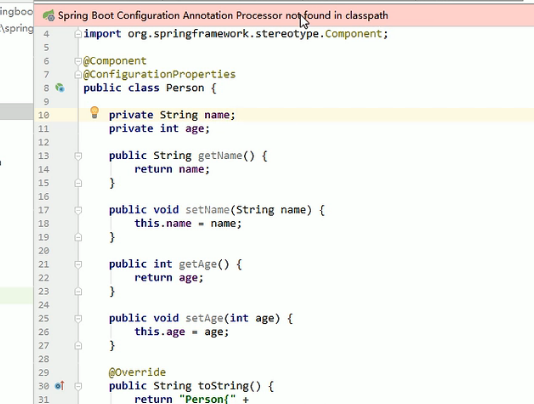 ingboo
Spring Boot Configuration Annotation Processor not found in classpath
\spring
4 import org.springframework.stereotype.Component;
5
6 @Component
7 @ConfigurationProperties
8 public class Person {
9
10 private String name;
11 private int age;
12
13 public String getName() {
14 return name;
15 }
16
17 public void setName(String name) {
18 this.name = name;
19 }
20
21 public int getAge() {
22 return age;
23 }
24
25 public void setAge(int age) {
26 this.age = age;
27 }
28
29 @Override
30 public String toString() {
31 return "Person{" +